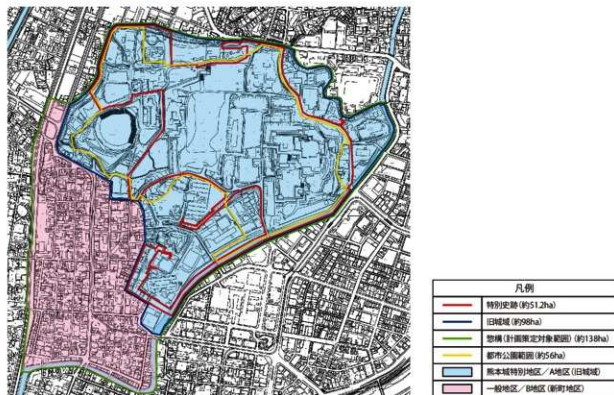 凡例
特別史跡(約51.2ha)
旧城域(約98ha)
惣構(計画策定対象範囲)(約138ha)
都市公園範囲(約56ha)
熊本城特別地区/A地区(旧城域)
一般地区/B地区(新町地区)